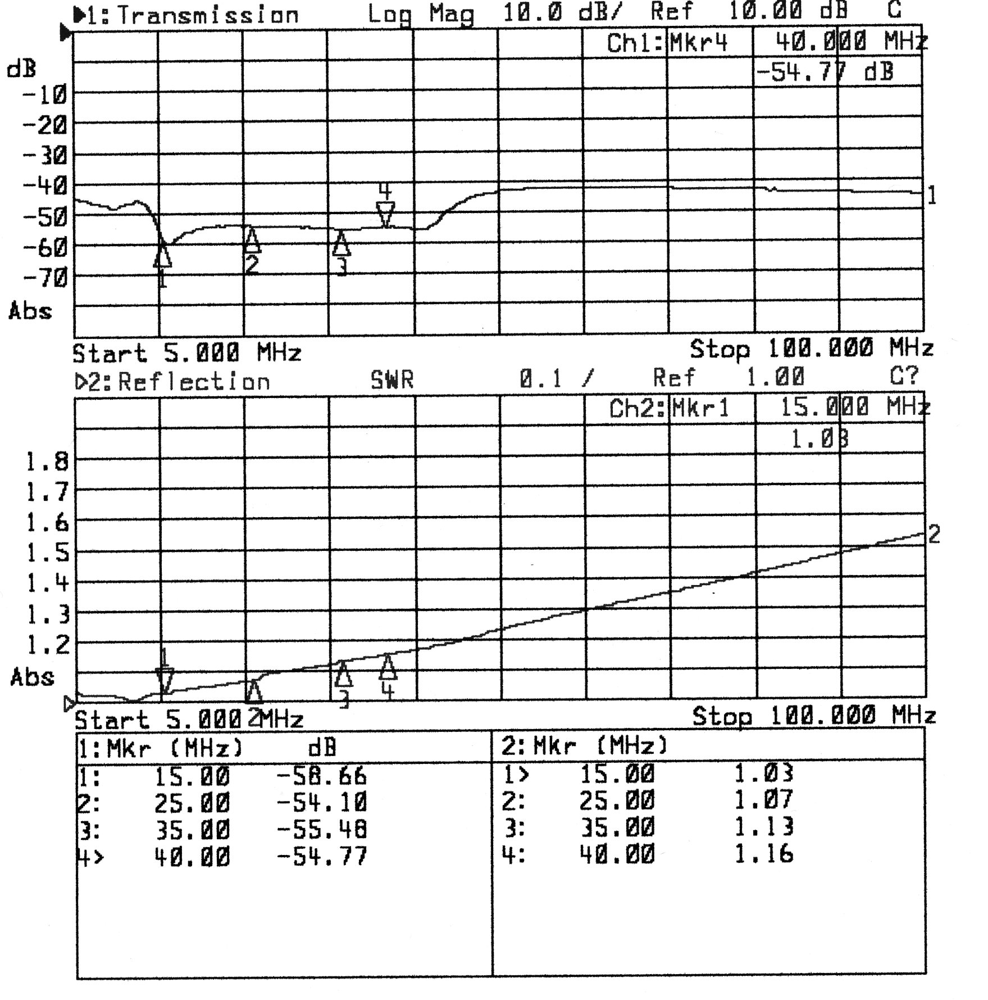 1:Transmission Log Mag 10.0 dB/ Ref 10.00 dB C
Ch1:Mkr4 40.000 MHz
dB
-54.77 dB
-10
-20
-30
-40
4
1
-50
-60
2
3
-70
1
Abs
Start 5.000 MHz Stop 100.000 MHz
2:Reflection SWR 0.1 / Ref 1.00 C?
Ch2:Mkr1 15.000 MHz
1.03
1.8
1.7
1.6
2
1.5
1.4
1.3
1.2
1
Abs
3
4
Start 5.000 MHz Stop 100.000 MHz
2
1:Mkr (MHz) dB 2:Mkr (MHz)
1: 15.00 -58.66 1> 15.00 1.03
2: 25.00 -54.10 2: 25.00 1.07
3: 35.00 -55.48 3: 35.00 1.13
4> 40.00 -54.77 4: 40.00 1.16